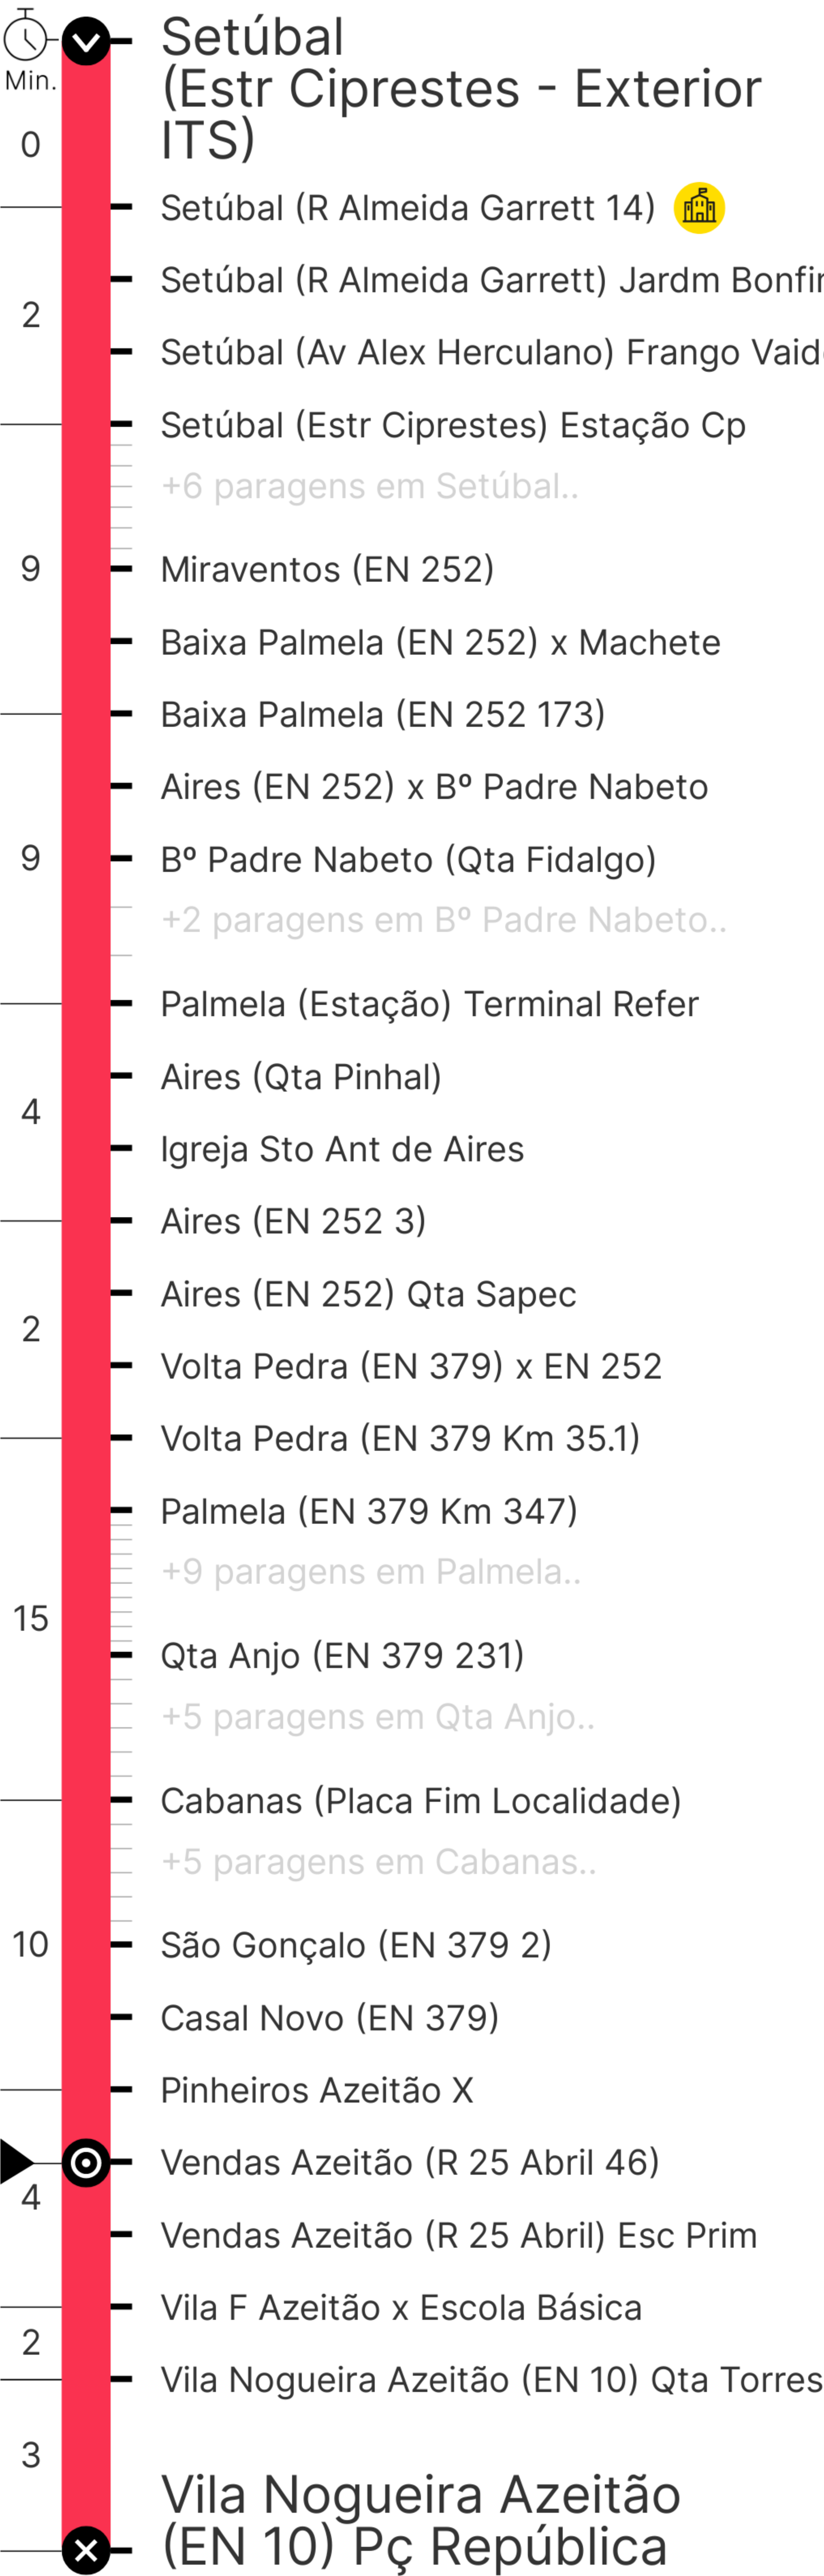 Setúbal
(Estr Ciprestes - Exterior
ITS)
Min.
0
Setúbal (R Almeida Garrett 14)
Setúbal (R Almeida Garrett) Jardm
2
Setúbal (Av Alex Herculano) Frango
Setúbal (Estr Ciprestes) Estação Cp
+6 paragens em Setúbal..
9
Miraventos (EN 252)
Baixa Palmela (EN 252) x Machete
Baixa Palmela (EN 252 173)
Aires (EN 252) x Bº Padre Nabeto
9
Bº Padre Nabeto (Qta Fidalgo)
+2 paragens em Bº Padre Nabeto..
Palmela (Estação) Terminal Refer
Aires (Qta Pinhal)
4
Igreja Sto Ant de Aires
Aires (EN 252 3)
Aires (EN 252) Qta Sapec
2
Volta Pedra (EN 379) x EN 252
Volta Pedra (EN 379 Km 35.1)
Palmela (EN 379 Km 347)
+9 paragens em Palmela..
15
Qta Anjo (EN 379 231)
+5 paragens em Qta Anjo..
Cabanas (Placa Fim Localidade)
+5 paragens em Cabanas..
10
São Gonçalo (EN 379 2)
Casal Novo (EN 379)
Pinheiros Azeitão X
Vendas Azeitão (R 25 Abril 46)
4
Vendas Azeitão (R 25 Abril) Esc Prim
Vila F Azeitão x Escola Básica
2
Vila Nogueira Azeitão (EN 10) Qta Torres
3
Vila Nogueira Azeitão
(EN 10) Pç República